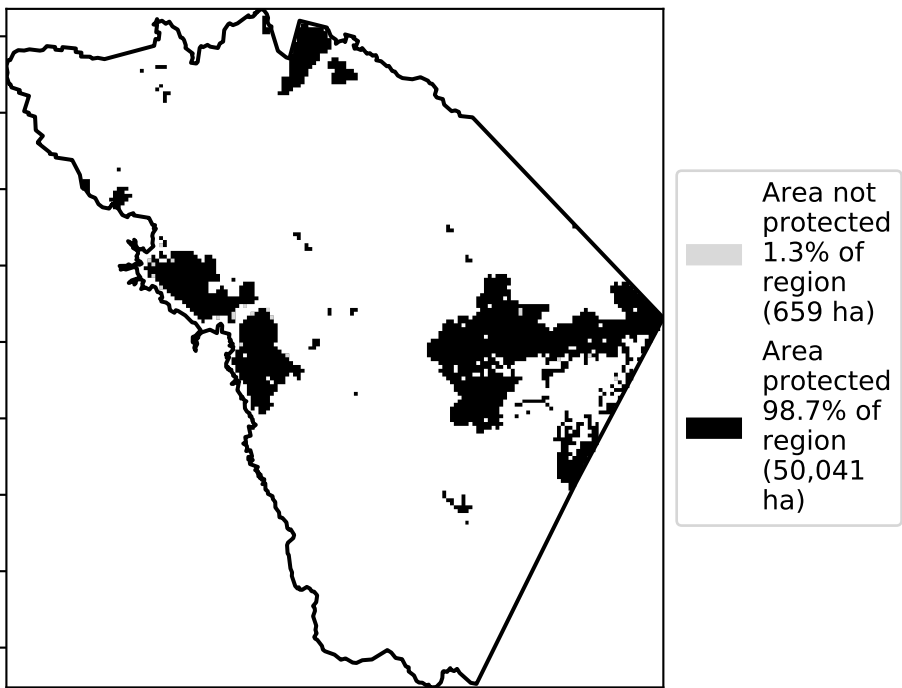 Area not
protected
1.3% of
region
(659 ha)
Area
protected
98.7% of
region
(50,041
ha)